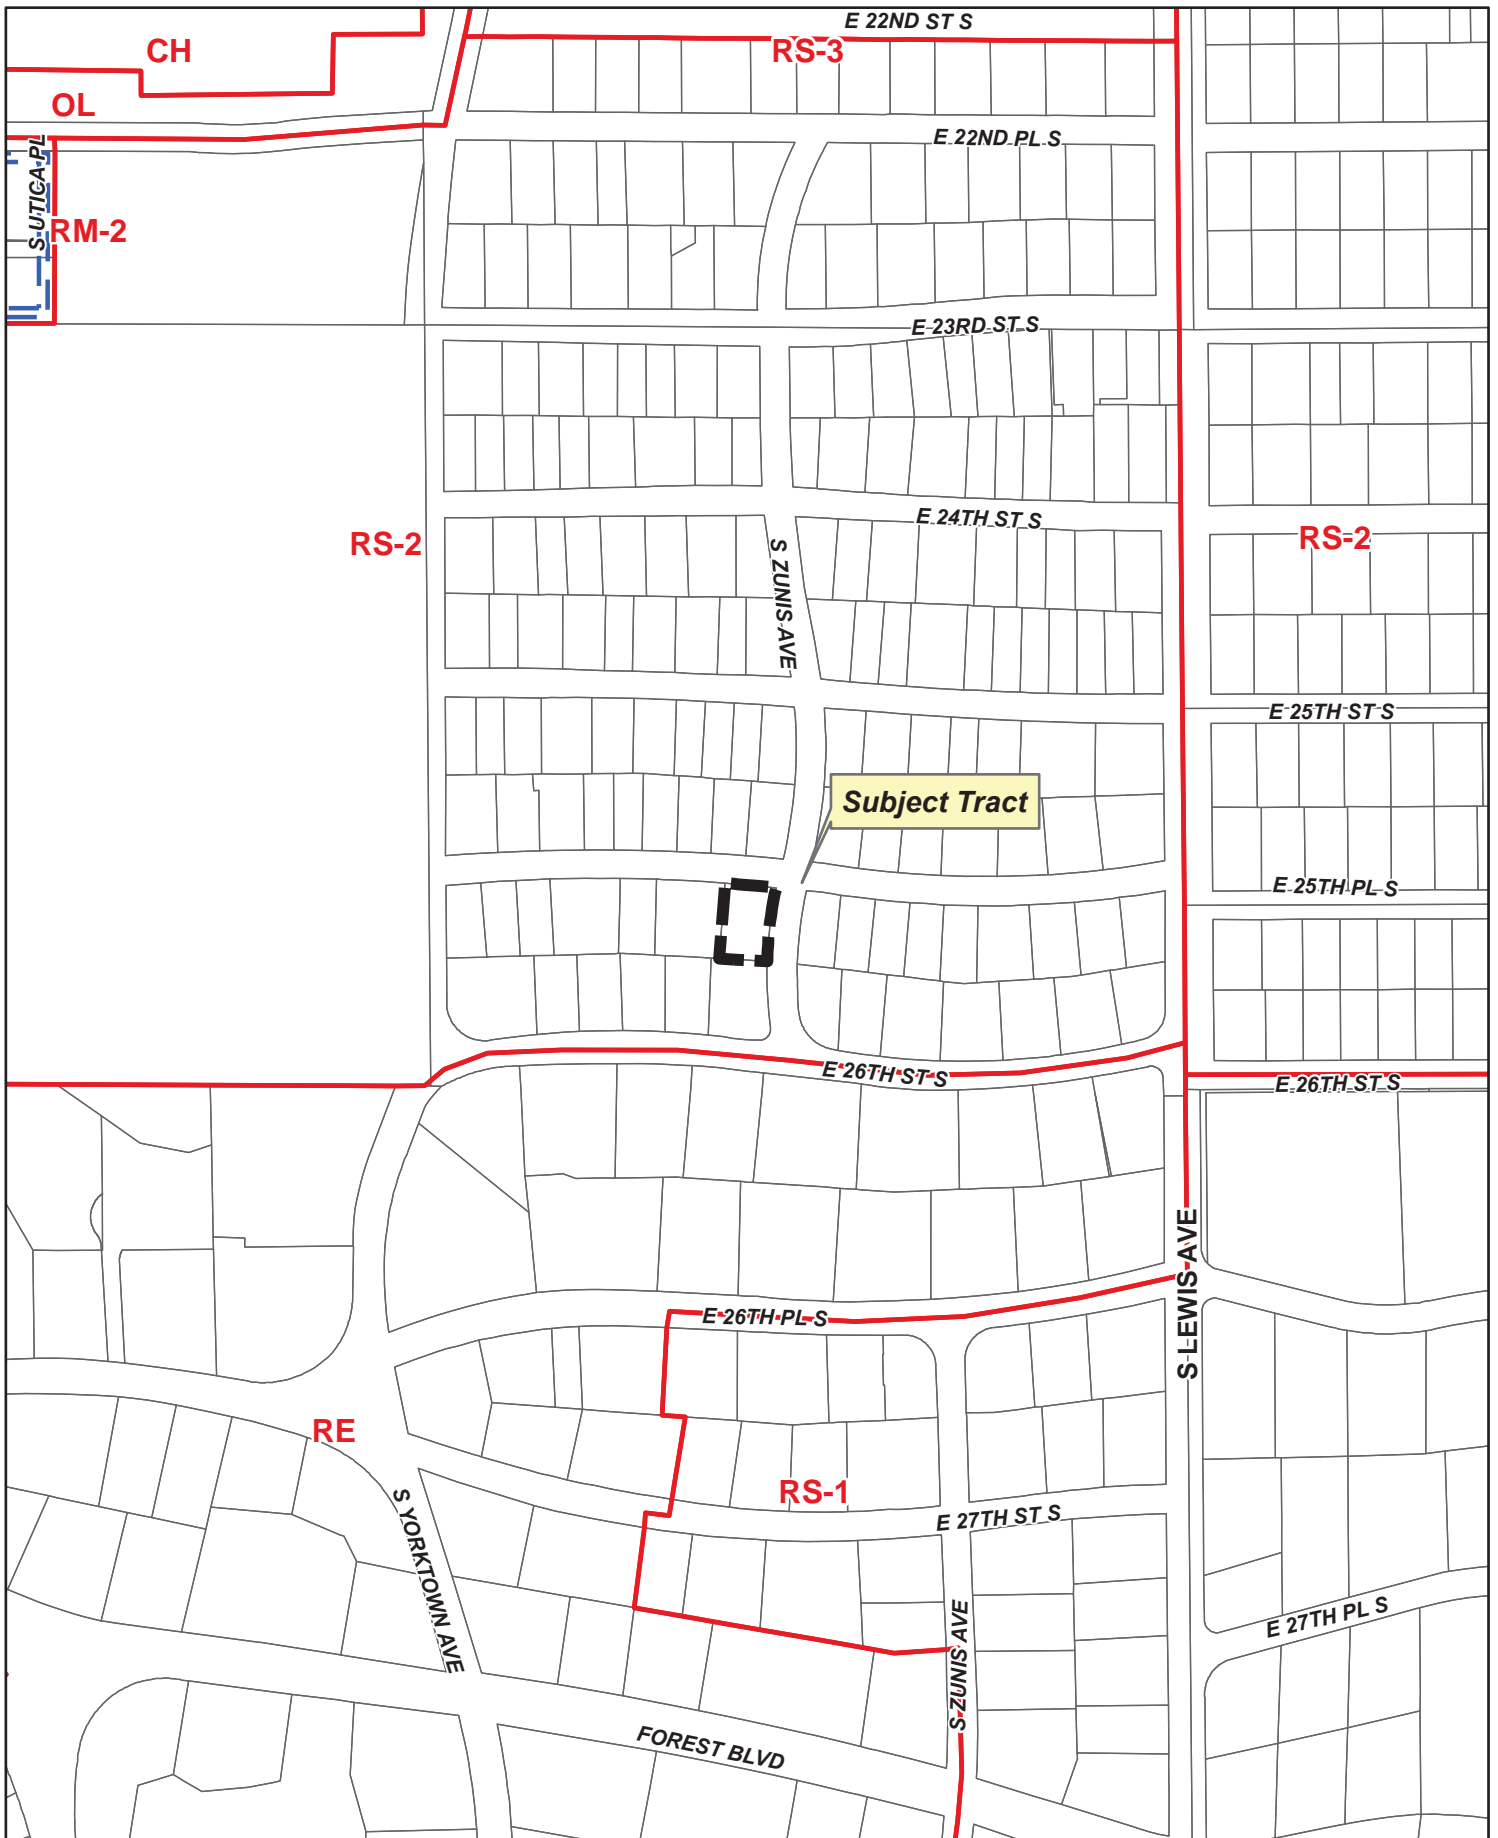 E 22ND ST S
CH
RS-3
OL
E 22ND PL S
S UTICA PL
RM-2
E 23RD ST S
E 24TH ST S
RS-2
RS-2
S ZUNIS AVE
E 25TH ST S
Subject Tract
E 25TH PL S
E 26TH ST S
E 26TH ST S
S LEWIS AVE
E 26TH PL S
RE
RS-1
E 27TH ST S
S YORKTOWN AVE
E 27TH PL S
S ZUNIS AVE
FOREST BLVD